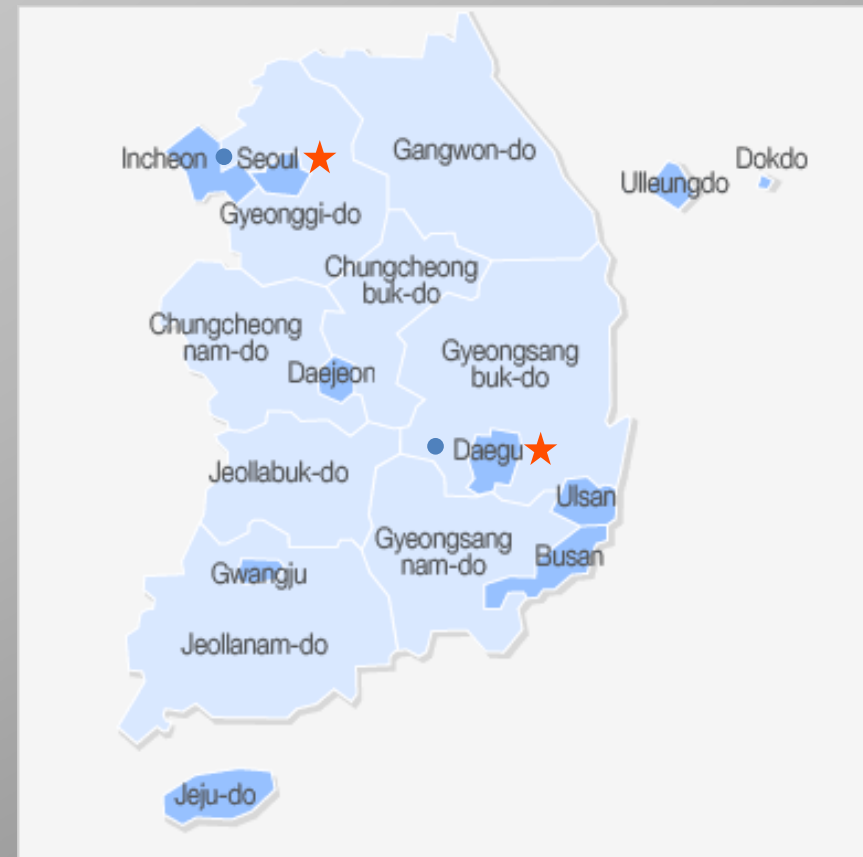 Gangwon-do
Incheon
Seoul
Dokdo
Ulleungdo
Gyeonggi-do
Chungcheong
buk-do
Chungcheong
nam-do
Gyeongsang
buk-do
Daejeon
Daegu
Jeollabuk-do
Ulsan
Gyeongsang
nam-do
Busan
Gwangju
Jeollanam-do
Jeju-do